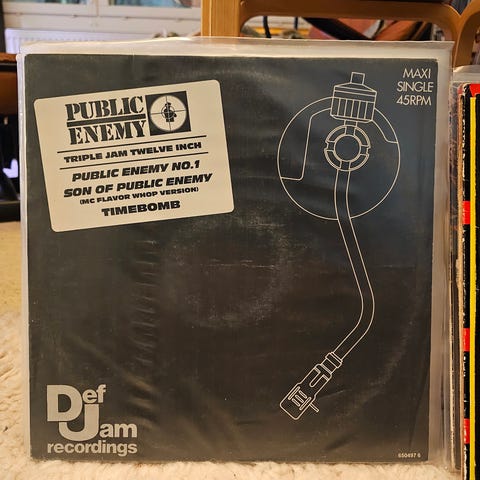 PUBLIC
ENEMY
TRIPLE JAM TWELVE INCH
PUBLIC ENEMY NO.1
SON OF PUBLIC ENEMY
(MC FLAVOR WHOP VERSION)
TIMEBOMB
MAXI
SINGLE
45RPM
Def
Jam
recordings
650497 6